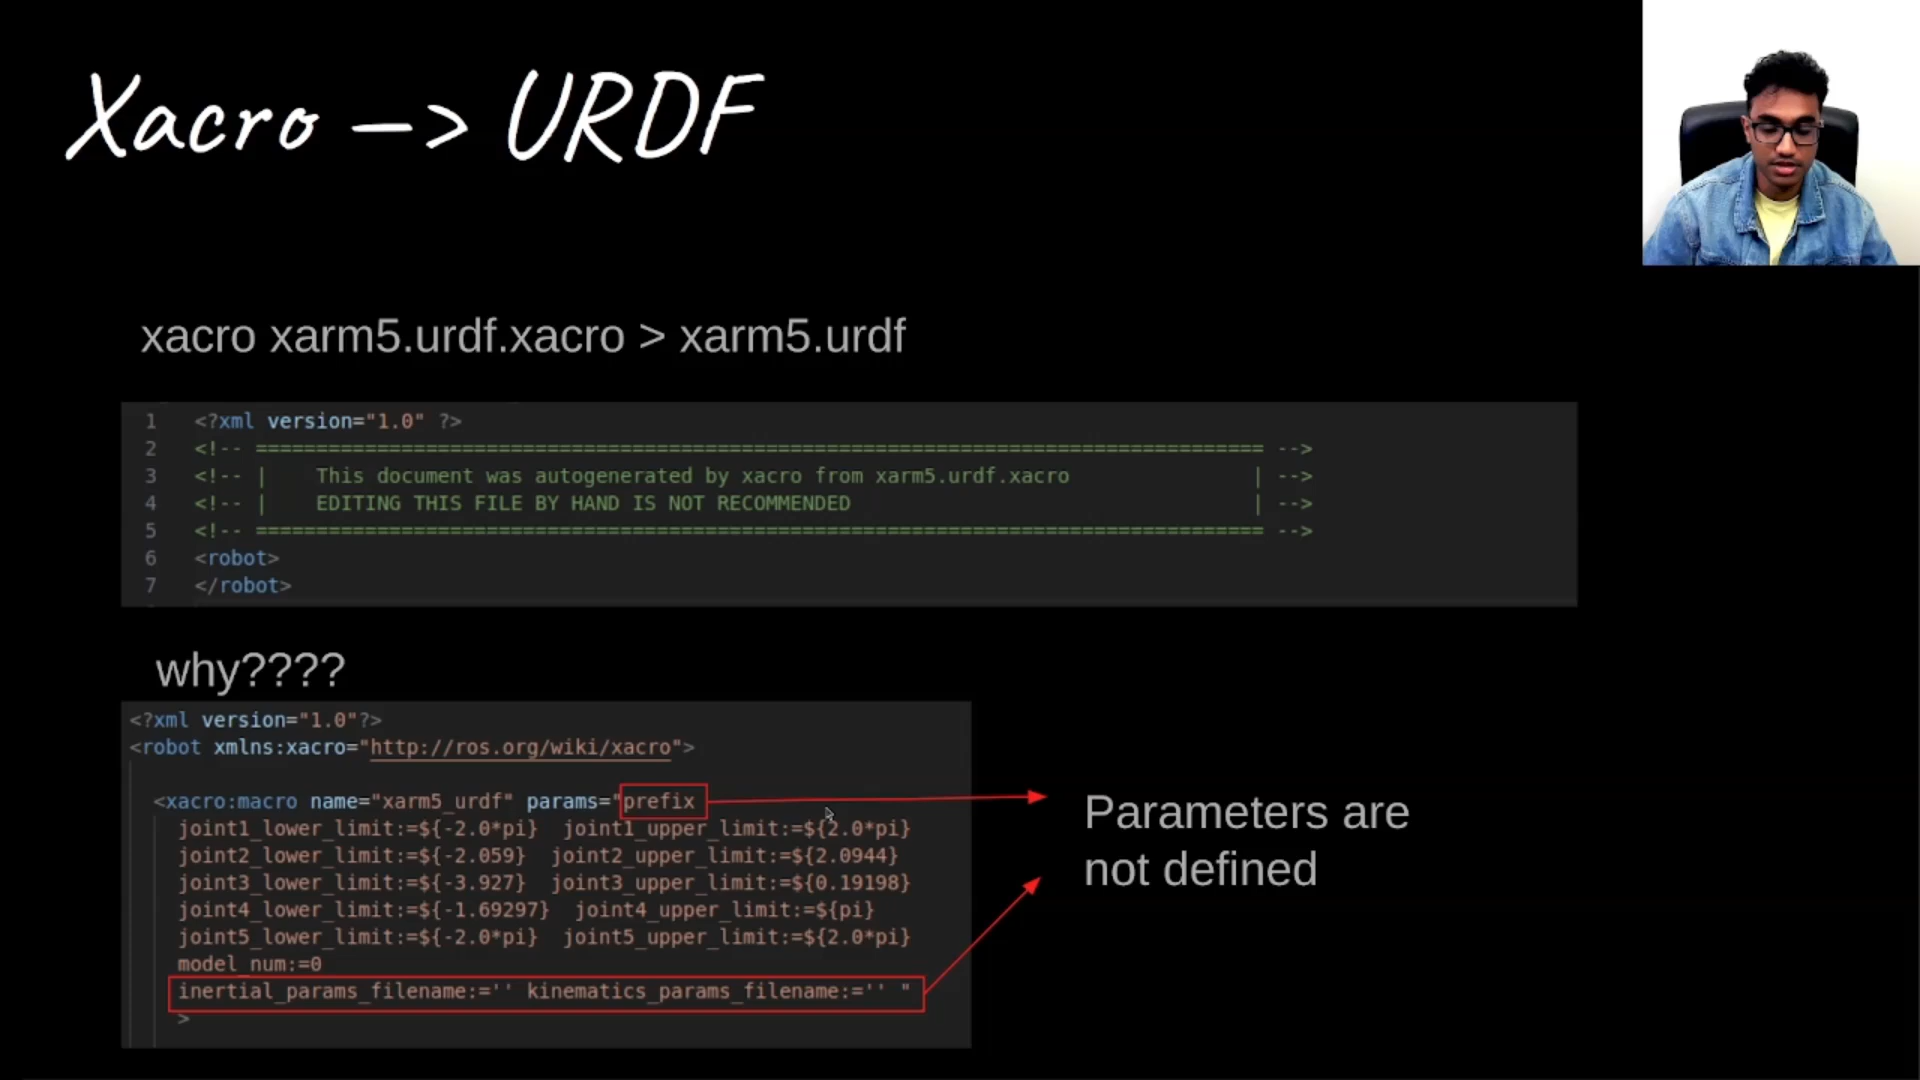 Xacro –> URDF
xacro xarm5.urdf.xacro > xarm5.urdf
1 <?xml version="1.0" ?>
2 <!-- =================================================================================== -->
3 <!-- |    This document was autogenerated by xacro from xarm5.urdf.xacro               | -->
4 <!-- |    EDITING THIS FILE BY HAND IS NOT RECOMMENDED                                 | -->
5 <!-- =================================================================================== -->
6 <robot>
7 </robot>
why????
<?xml version="1.0"?>
<robot xmlns:xacro="http://ros.org/wiki/xacro">
<xacro:macro name="xarm5_urdf" params="prefix
joint1_lower_limit:=${-2.0*pi}  joint1_upper_limit:=${2.0*pi}
joint2_lower_limit:=${-2.059}  joint2_upper_limit:=${2.0944}
joint3_lower_limit:=${-3.927}  joint3_upper_limit:=${0.19198}
joint4_lower_limit:=${-1.69297}  joint4_upper_limit:=${pi}
joint5_lower_limit:=${-2.0*pi}  joint5_upper_limit:=${2.0*pi}
model_num:=0
inertial_params_filename:='' kinematics_params_filename:='' "
>
Parameters are
not defined